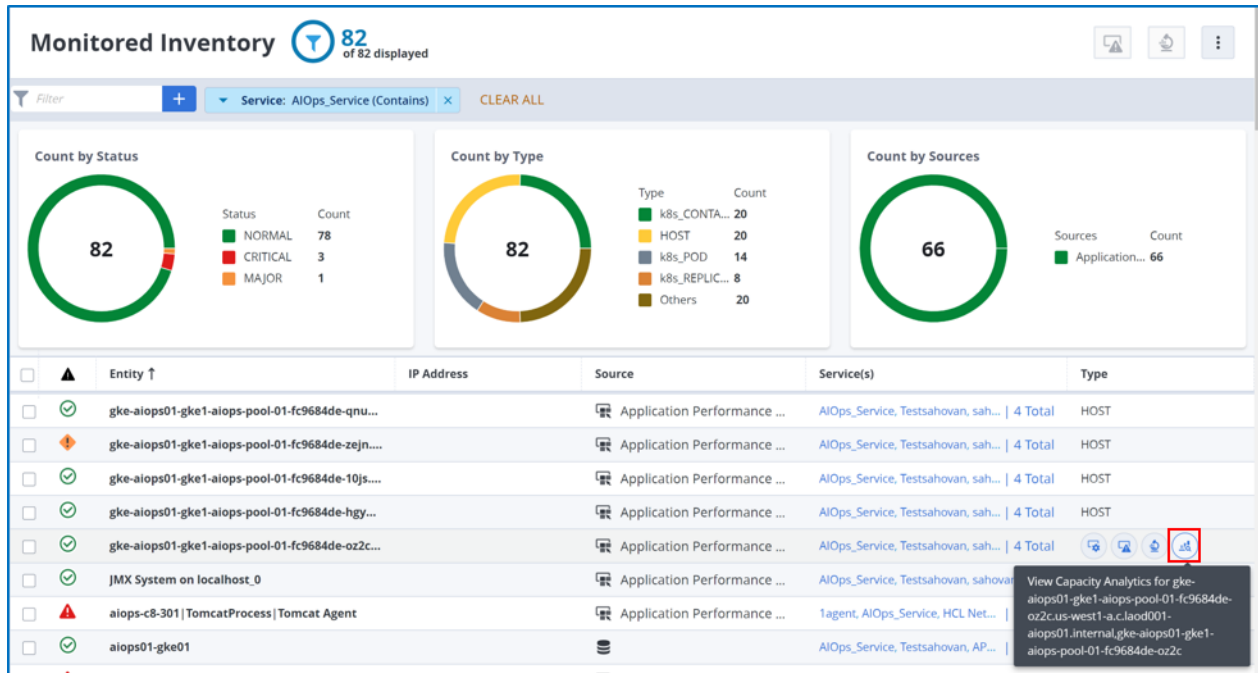 Monitored Inventory 82
of 82 displayed
Filter + Service: AIOps_Service (Contains) × CLEAR ALL
Count by Status
82
Status Count
NORMAL 78
CRITICAL 3
MAJOR 1
Count by Type
82
Type Count
k8s_CONTA... 20
HOST 20
k8s_POD 14
k8s_REPLIC... 8
Others 20
Count by Sources
66
Sources Count
Application... 66
Entity ↑ IP Address Source Service(s) Type
gke-aiops01-gke1-aiops-pool-01-fc9684de-qnu... Application Performance ... AIOps_Service, Testsahovan, sah... | 4 Total HOST
gke-aiops01-gke1-aiops-pool-01-fc9684de-zejn.... Application Performance ... AIOps_Service, Testsahovan, sah... | 4 Total HOST
gke-aiops01-gke1-aiops-pool-01-fc9684de-10js.... Application Performance ... AIOps_Service, Testsahovan, sah... | 4 Total HOST
gke-aiops01-gke1-aiops-pool-01-fc9684de-hgy... Application Performance ... AIOps_Service, Testsahovan, sah... | 4 Total HOST
gke-aiops01-gke1-aiops-pool-01-fc9684de-oz2c... Application Performance ... AIOps_Service, Testsahovan, sah... | 4 Total
JMX System on localhost_0 Application Performance ... AIOps_Service, Testsahovan, sahovan
aiops-c8-301|TomcatProcess|Tomcat Agent Application Performance ... 1agent, AIOps_Service, HCL Net... |
aiops01-gke01 AIOps_Service, Testsahovan, AP... |
View Capacity Analytics for gke-
aiops01-gke1-aiops-pool-01-fc9684de-
oz2c.us-west1-a.c.laod001-
aiops01.internal,gke-aiops01-gke1-
aiops-pool-01-fc9684de-oz2c